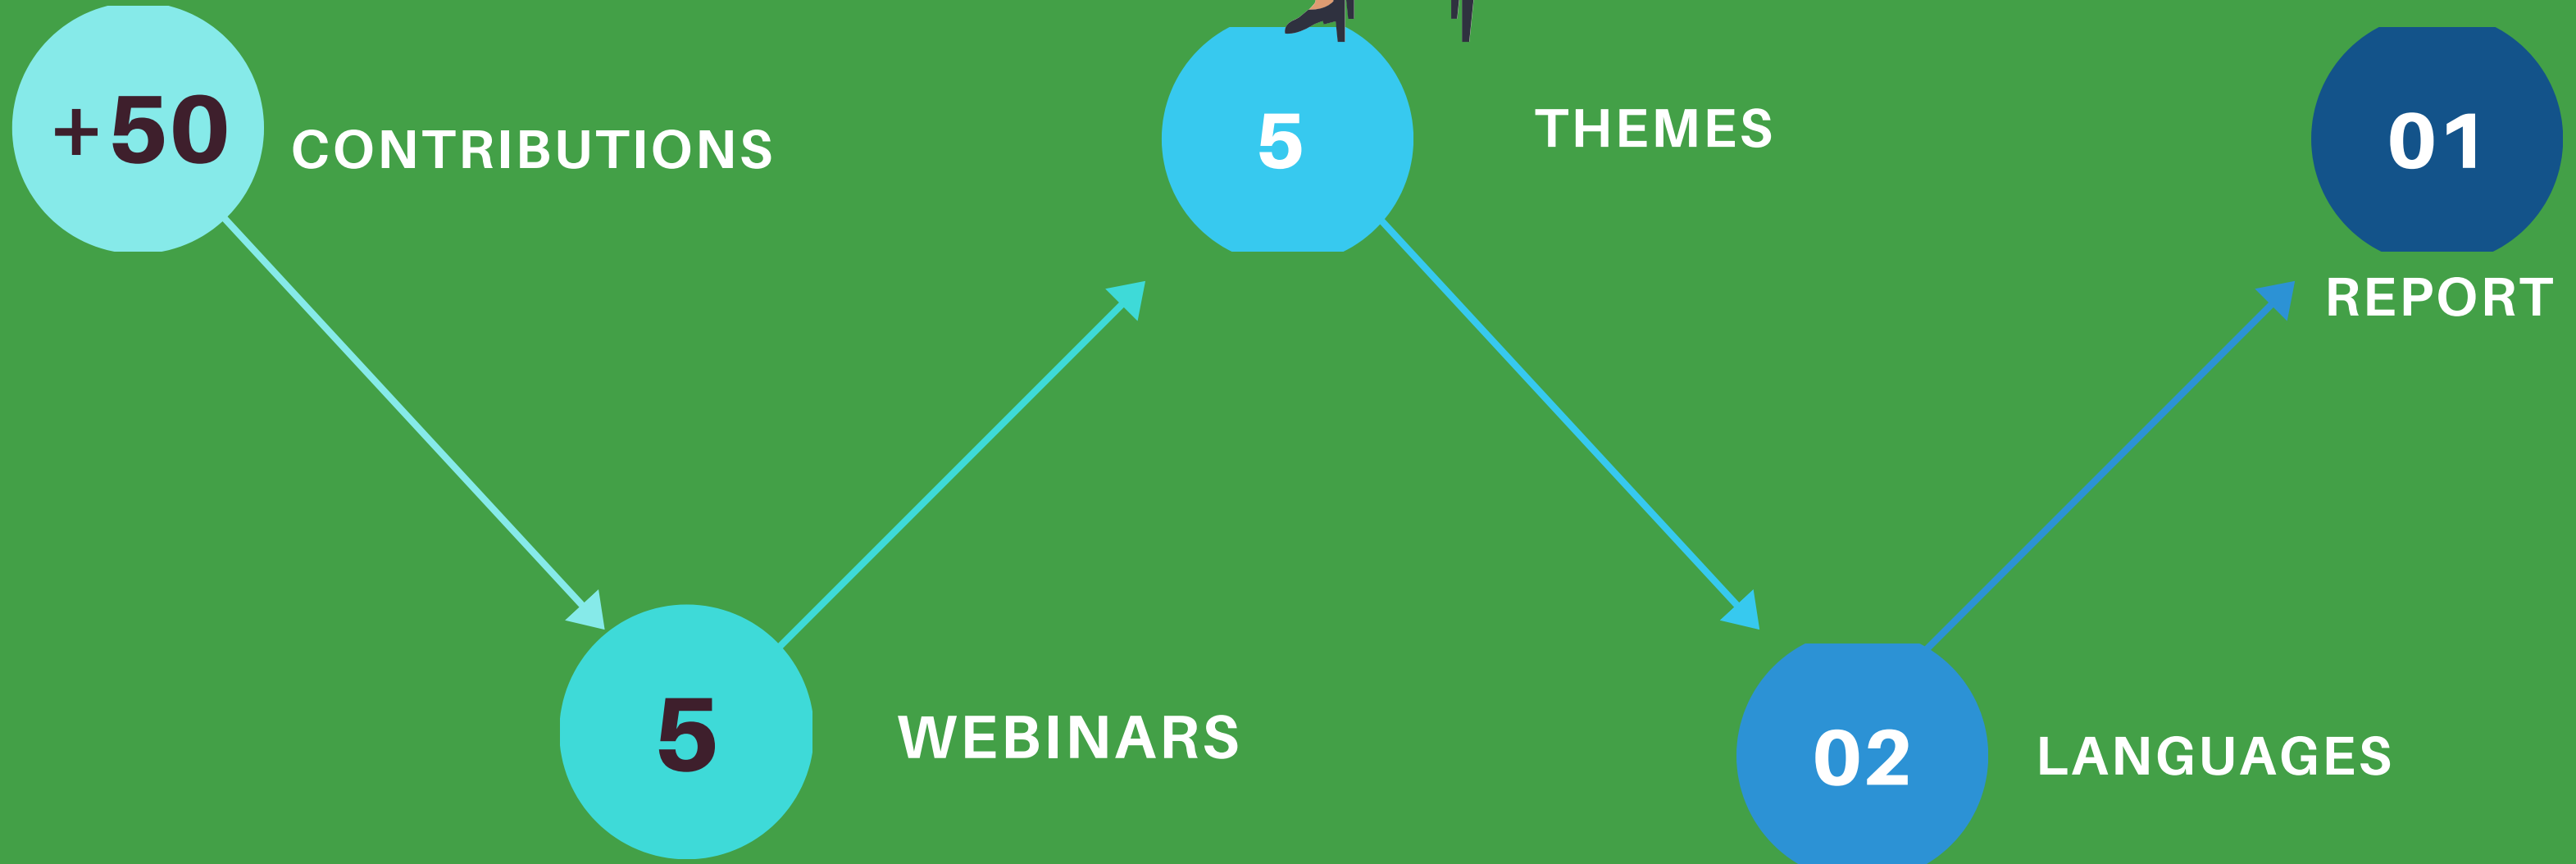 +50
CONTRIBUTIONS
5
WEBINARS
5
THEMES
02
LANGUAGES
01
REPORT